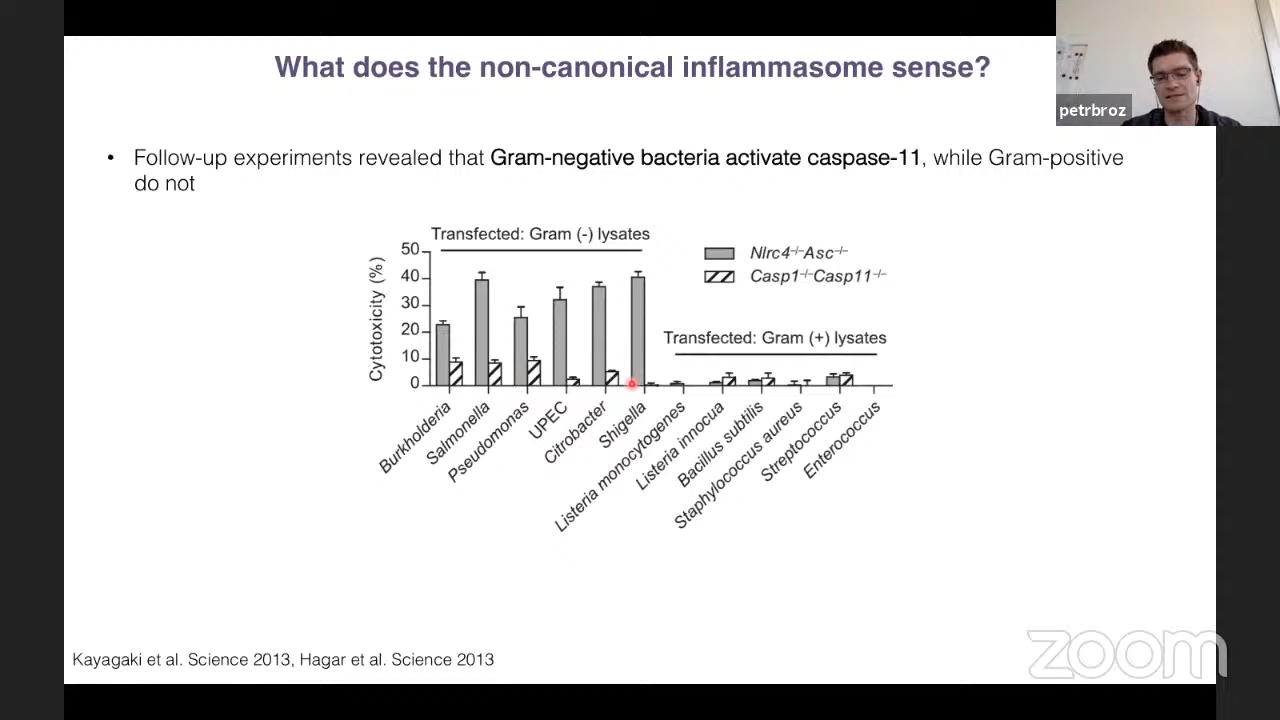 What does the non-canonical inflammasome sense?
petrbroz
• Follow-up experiments revealed that Gram-negative bacteria activate caspase-11, while Gram-positive
do not
Transfected: Gram (-) lysates
Nlrc4–/–Asc–/–
Casp1–/–Casp11–/–
Transfected: Gram (+) lysates
Cytotoxicity (%)
50
40
30
20
10
0
Burkholderia
Salmonella
Pseudomonas
UPEC
Citrobacter
Shigella
Listeria monocytogenes
Listeria innocua
Bacillus subtilis
Staphylococcus aureus
Streptococcus
Enterococcus
Kayagaki et al. Science 2013, Hagar et al. Science 2013
zoom